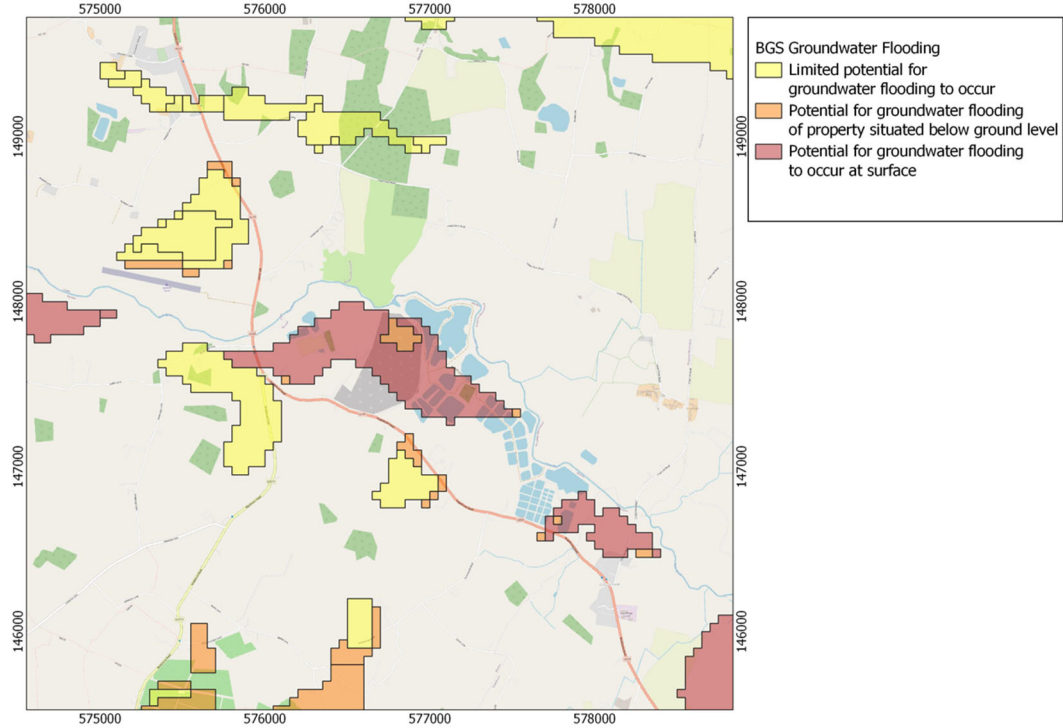 575000 576000 577000 578000
BGS Groundwater Flooding
Limited potential for
groundwater flooding to occur
Potential for groundwater flooding
of property situated below ground level
Potential for groundwater flooding
to occur at surface
149000 149000
148000 148000
147000 147000
146000 146000
575000 576000 577000 578000